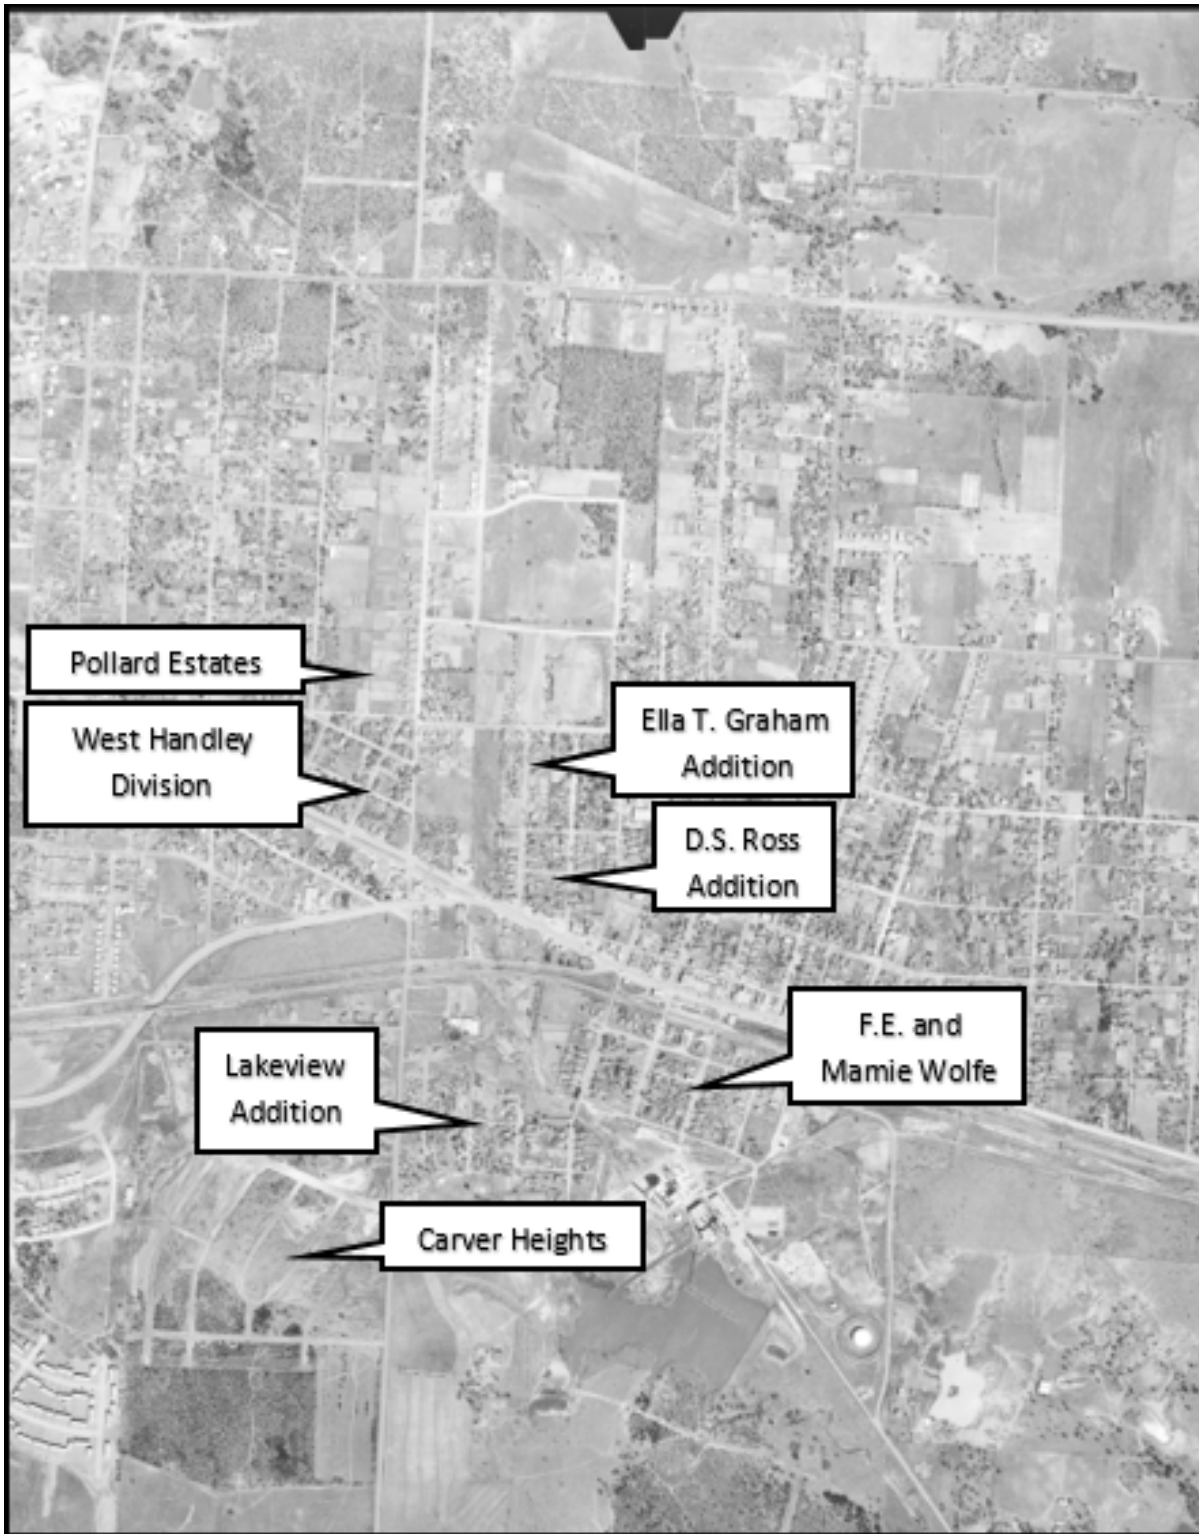 Pollard Estates
West Handley
Division
Ella T. Graham
Addition
D.S. Ross
Addition
F.E. and
Mamie Wolfe
Lakeview
Addition
Carver Heights